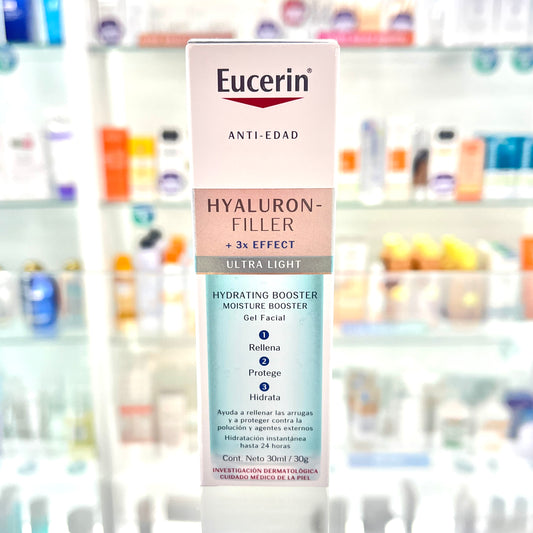 Eucerin®
ANTI-EDAD
HYALURON-
FILLER
+ 3x EFFECT
ULTRA LIGHT
HYDRATING BOOSTER
MOISTURE BOOSTER
Gel Facial
1
Rellena
2
Protege
3
Hidrata
Ayuda a rellenar las arrugas
y a proteger contra la
polución y agentes externos
Hidratación instantánea
hasta 24 horas
Cont. Neto 30ml / 30g
INVESTIGACIÓN DERMATOLÓGICA
CUIDADO MÉDICO DE LA PIEL